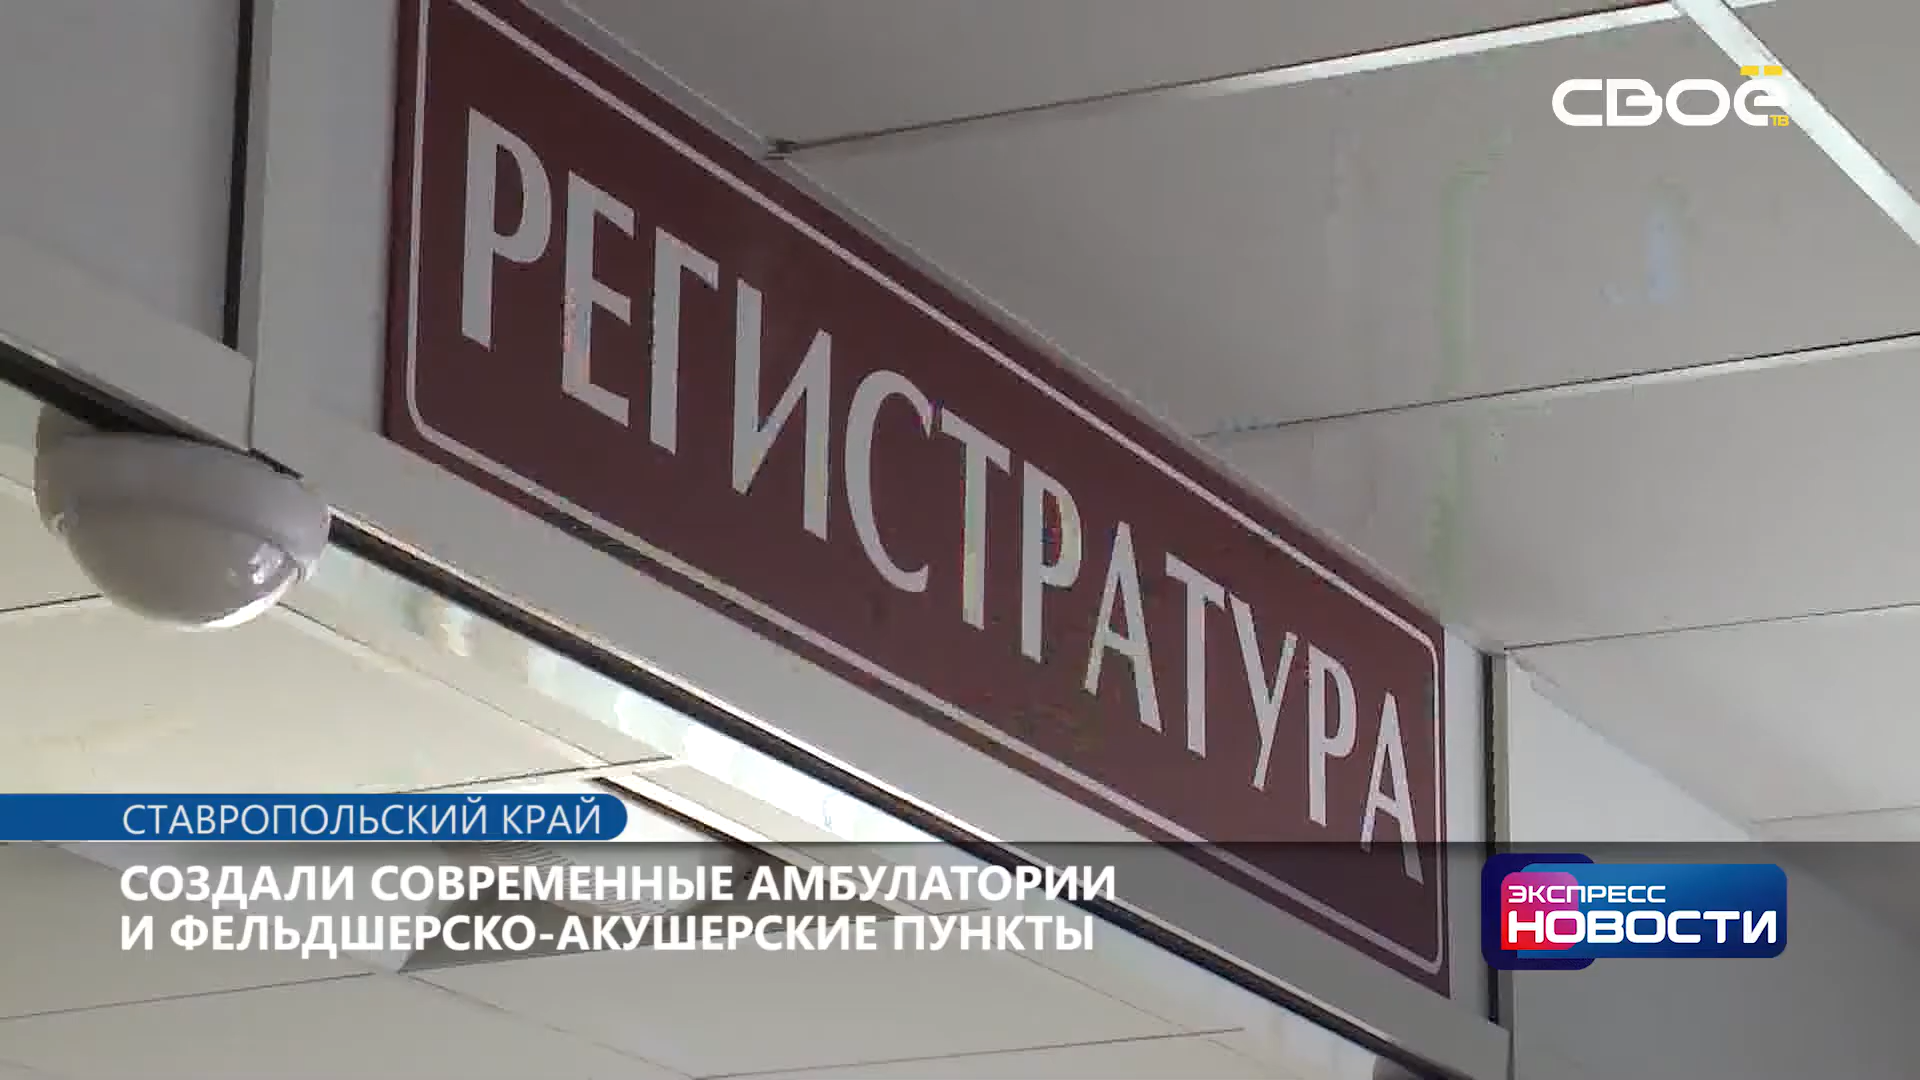 СВОЁ
ТВ
РЕГИСТРАТУРА
СТАВРОПОЛЬСКИЙ КРАЙ
СОЗДАЛИ СОВРЕМЕННЫЕ АМБУЛАТОРИИ
И ФЕЛЬДШЕРСКО-АКУШЕРСКИЕ ПУНКТЫ
ЭКСПРЕСС
НОВОСТИ